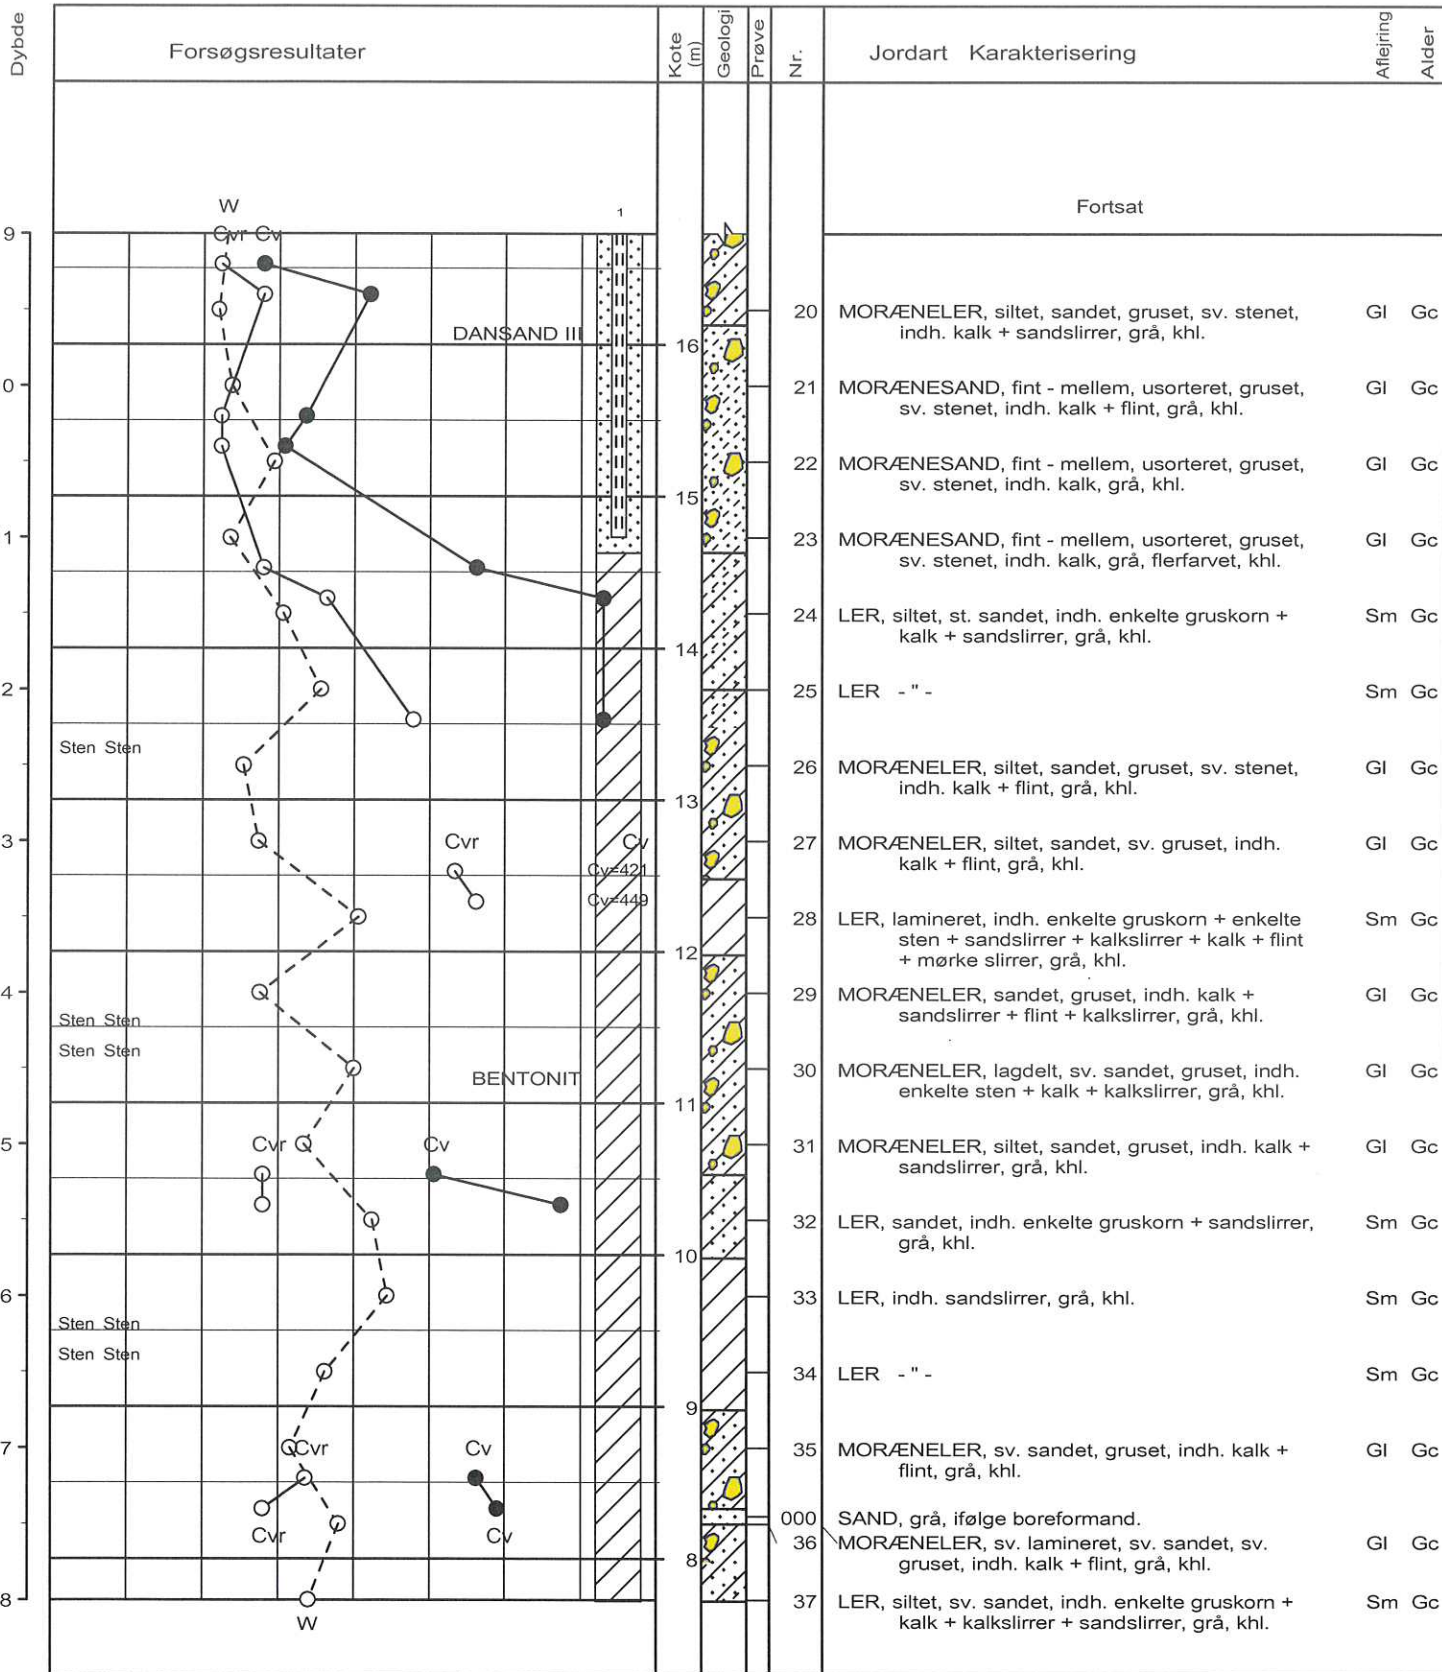 Dybde
Forsøgsresultater
Kote (m)
Geologi
Prøve
Nr.
Jordart Karakterisering
Aflejring
Alder
Fortsat
W
1
9
Cvr Cv
20 MORÆNELER, siltet, sandet, gruset, sv. stenet, Gl Gc
indh. kalk + sandslirrer, grå, khl.
DANSAND III
16
0
21 MORÆNESAND, fint - mellem, usorteret, gruset, Gl Gc
sv. stenet, indh. kalk + flint, grå, khl.
22 MORÆNESAND, fint - mellem, usorteret, gruset, Gl Gc
sv. stenet, indh. kalk, grå, khl.
15
1
23 MORÆNESAND, fint - mellem, usorteret, gruset, Gl Gc
sv. stenet, indh. kalk, grå, flerfarvet, khl.
24 LER, siltet, st. sandet, indh. enkelte gruskorn + Sm Gc
kalk + sandslirrer, grå, khl.
14
2
25 LER - " - Sm Gc
Sten Sten
26 MORÆNELER, siltet, sandet, gruset, sv. stenet, Gl Gc
indh. kalk + flint, grå, khl.
13
3
Cvr Cv
27 MORÆNELER, siltet, sandet, sv. gruset, indh. Gl Gc
kalk + flint, grå, khl.
Cv=421
Cv=449
28 LER, lamineret, indh. enkelte gruskorn + enkelte Sm Gc
sten + sandslirrer + kalkslirrer + kalk + flint
+ mørke slirrer, grå, khl.
12
4
29 MORÆNELER, sandet, gruset, indh. kalk + Gl Gc
sandslirrer + flint + kalkslirrer, grå, khl.
Sten Sten
Sten Sten
30 MORÆNELER, lagdelt, sv. sandet, gruset, indh. Gl Gc
enkelte sten + kalk + kalkslirrer, grå, khl.
BENTONIT
11
5
Cvr Cv
31 MORÆNELER, siltet, sandet, gruset, indh. kalk + Gl Gc
sandslirrer, grå, khl.
32 LER, sandet, indh. enkelte gruskorn + sandslirrer, Sm Gc
grå, khl.
10
6
33 LER, indh. sandslirrer, grå, khl. Sm Gc
Sten Sten
Sten Sten
34 LER - " - Sm Gc
9
7
Cvr Cv
35 MORÆNELER, sv. sandet, gruset, indh. kalk + Gl Gc
flint, grå, khl.
000 SAND, grå, ifølge boreformand.
Cvr Cv
36 MORÆNELER, sv. lamineret, sv. sandet, sv. Gl Gc
gruset, indh. kalk + flint, grå, khl.
8
8
37 LER, siltet, sv. sandet, indh. enkelte gruskorn + Sm Gc
kalk + kalkslirrer + sandslirrer, grå, khl.
W